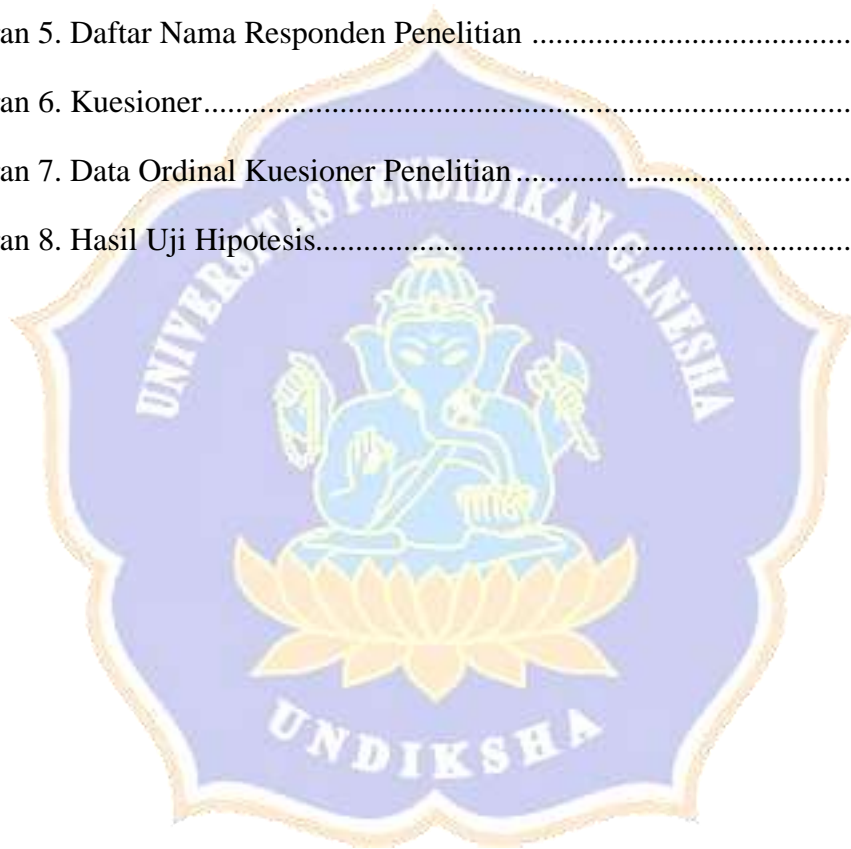 an 5. Daftar Nama Responden Penelitian ........................................
an 6. Kuesioner.................................................................................
an 7. Data Ordinal Kuesioner Penelitian..........................................
an 8. Hasil Uji Hipotesis...................................................................
UNIVERSITAS PENDIDIKAN GANESHA
UNDIKSHA